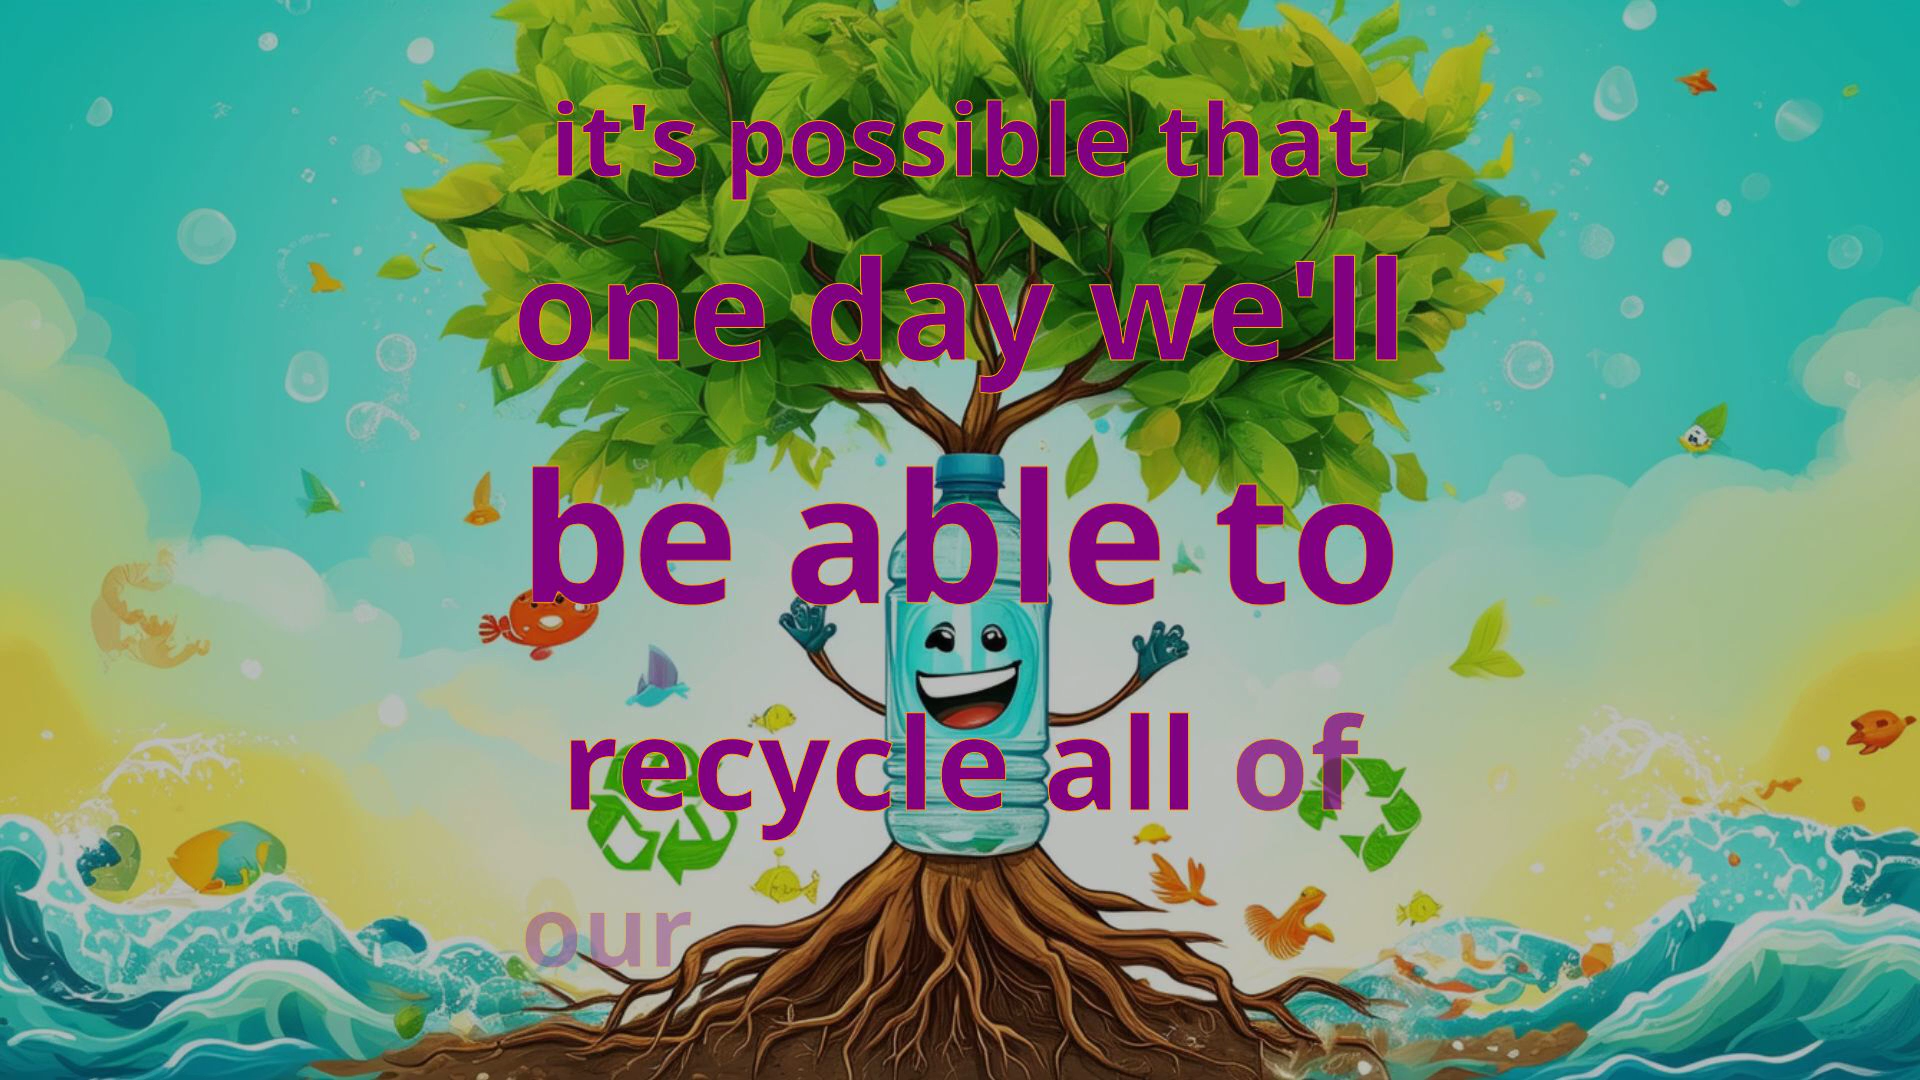 it's possible that
one day we'll
be able to
recycle all of
our